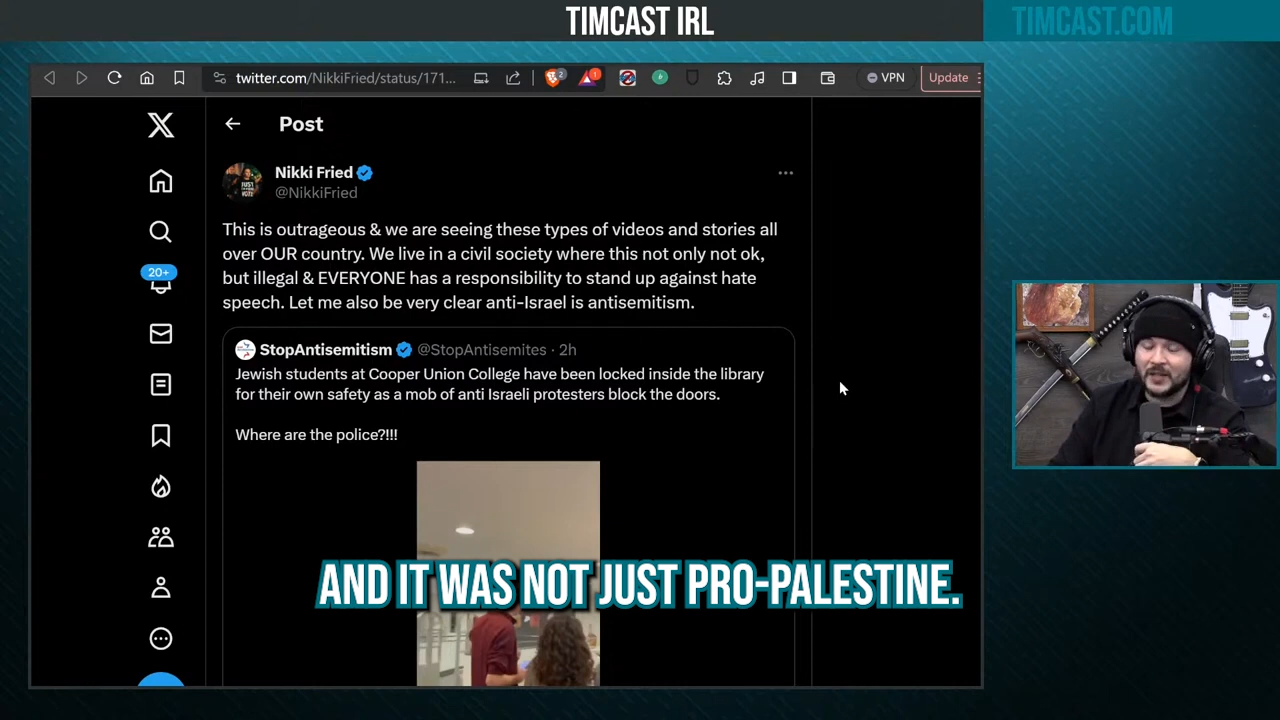 TIMCAST IRL
TIMCAST.COM
twitter.com/NikkiFried/status/171...
2
1
VPN
Update
Post
Nikki Fried
@NikkiFried
This is outrageous & we are seeing these types of videos and stories all
over OUR country. We live in a civil society where this not only not ok,
but illegal & EVERYONE has a responsibility to stand up against hate
speech. Let me also be very clear anti-Israel is antisemitism.
20+
StopAntisemitism @StopAntisemites · 2h
Jewish students at Cooper Union College have been locked inside the library
for their own safety as a mob of anti Israeli protesters block the doors.
Where are the police?!!!
AND IT WAS NOT JUST PRO-PALESTINE.